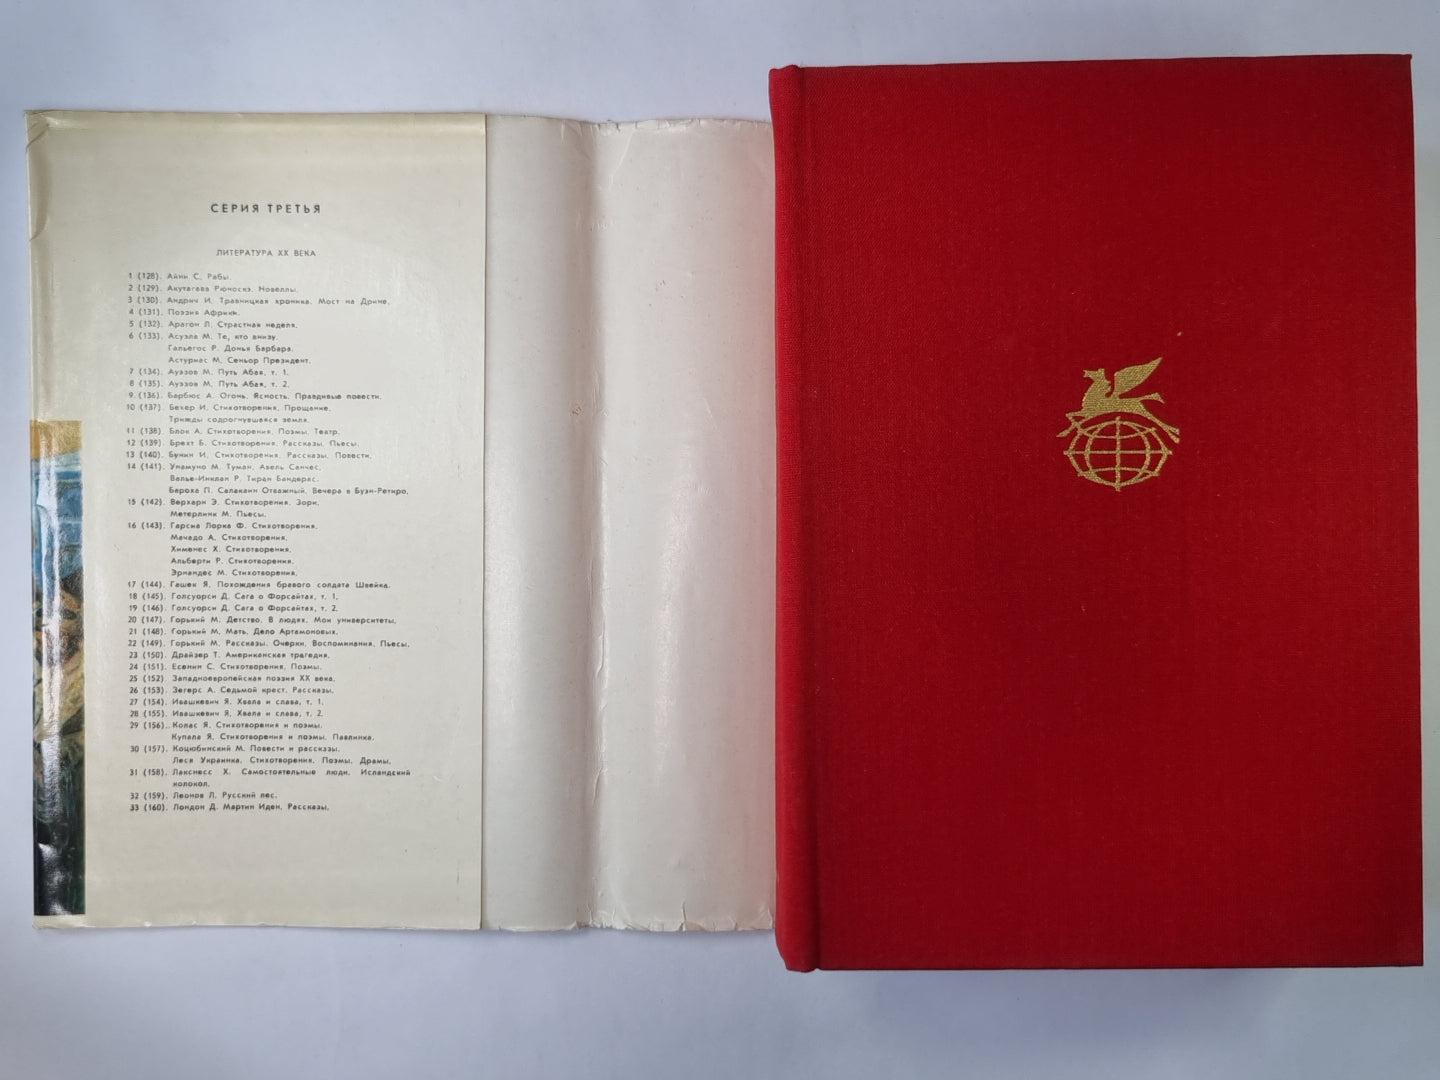 СЕРИЯ ТРЕТЬЯ
ЛИТЕРАТУРА XX ВЕКА
1 (128). Айни С. Рабы.
2 (129). Акутагава Рюноскэ. Новеллы.
3 (130). Андрич И. Травницкая хроника. Мост на Дрине.
4 (131). Поэзия Африки.
5 (132). Арагон Л. Страстная неделя.
6 (133). Асуэла М. Те, кто внизу.
Гальегос Р. Донья Барбара.
Астуриас М. Сеньор Президент.
7 (134). Ауэзов М. Путь Абая, т. 1.
8 (135). Ауэзов М. Путь Абая, т. 2.
9 (136). Барбюс А. Огонь. Ясность. Правдивые повести.
10 (137). Бехер И. Стихотворения. Прощание.
Трижды содрогнувшаяся земля.
11 (138). Блок А. Стихотворения. Поэмы. Театр.
12 (139). Брехт Б. Стихотворения. Рассказы. Пьесы.
13 (140). Бунин И. Стихотворения. Рассказы. Повести.
14 (141). Унамуно М. Туман. Авель Санчес.
Валье-Инклан Р. Тиран Бандерас.
Бароха П. Салакаин Отважный. Вечера в Буэн-Ретиро.
15 (142). Верхарн Э. Стихотворения. Зори.
Метерлинк М. Пьесы.
16 (143). Гарсиа Лорка Ф. Стихотворения.
Мачадо А. Стихотворения.
Хименес Х. Стихотворения.
Альберти Р. Стихотворения.
Эрнандес М. Стихотворения.
17 (144). Гашек Я. Похождения бравого солдата Швейка.
18 (145). Голсуорси Д. Сага о Форсайтах, т. 1.
19 (146). Голсуорси Д. Сага о Форсайтах, т. 2.
20 (147). Горький М. Детство. В людях. Мои университеты.
21 (148). Горький М. Мать. Дело Артамоновых.
22 (149). Горький М. Рассказы. Очерки. Воспоминания. Пьесы.
23 (150). Драйзер Т. Американская трагедия.
24 (151). Есенин С. Стихотворения. Поэмы.
25 (152). Западноевропейская поэзия XX века.
26 (153). Зегерс А. Седьмой крест. Рассказы.
27 (154). Ивашкевич Я. Хвала и слава, т. 1.
28 (155). Ивашкевич Я. Хвала и слава, т. 2.
29 (156). Колас Я. Стихотворения и поэмы.
Купала Я. Стихотворения и поэмы. Павлинка.
30 (157). Коцюбинский М. Повести и рассказы.
Леся Украинка. Стихотворения. Поэмы. Драмы.
31 (158). Лакснесс Х. Самостоятельные люди. Исландский
колокол.
32 (159). Леонов Л. Русский лес.
33 (160). Лондон Д. Мартин Иден. Рассказы.